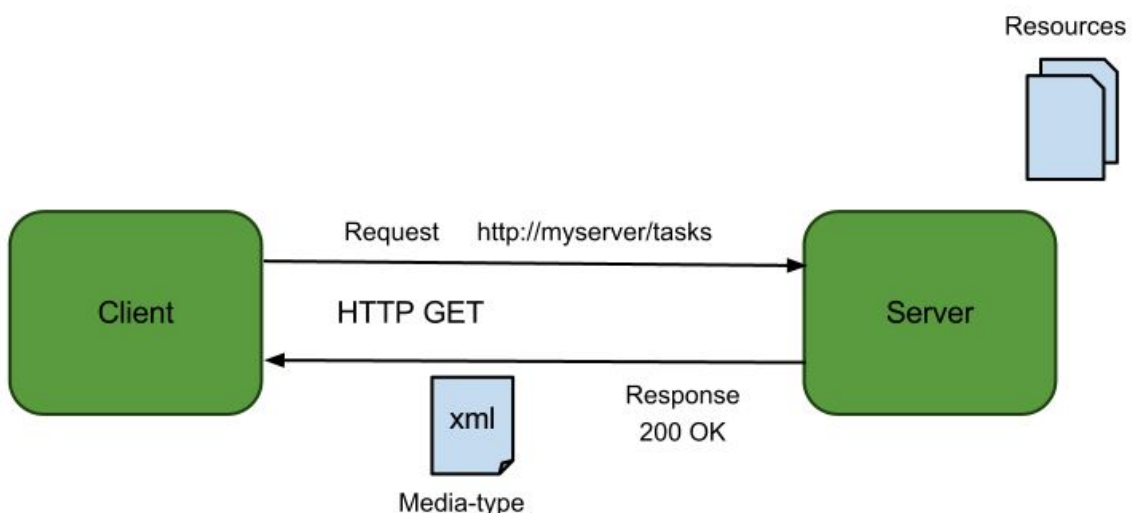 Resources
Request http://myserver/tasks
Client
HTTP GET
Server
xml
Response
200 OK
Media-type